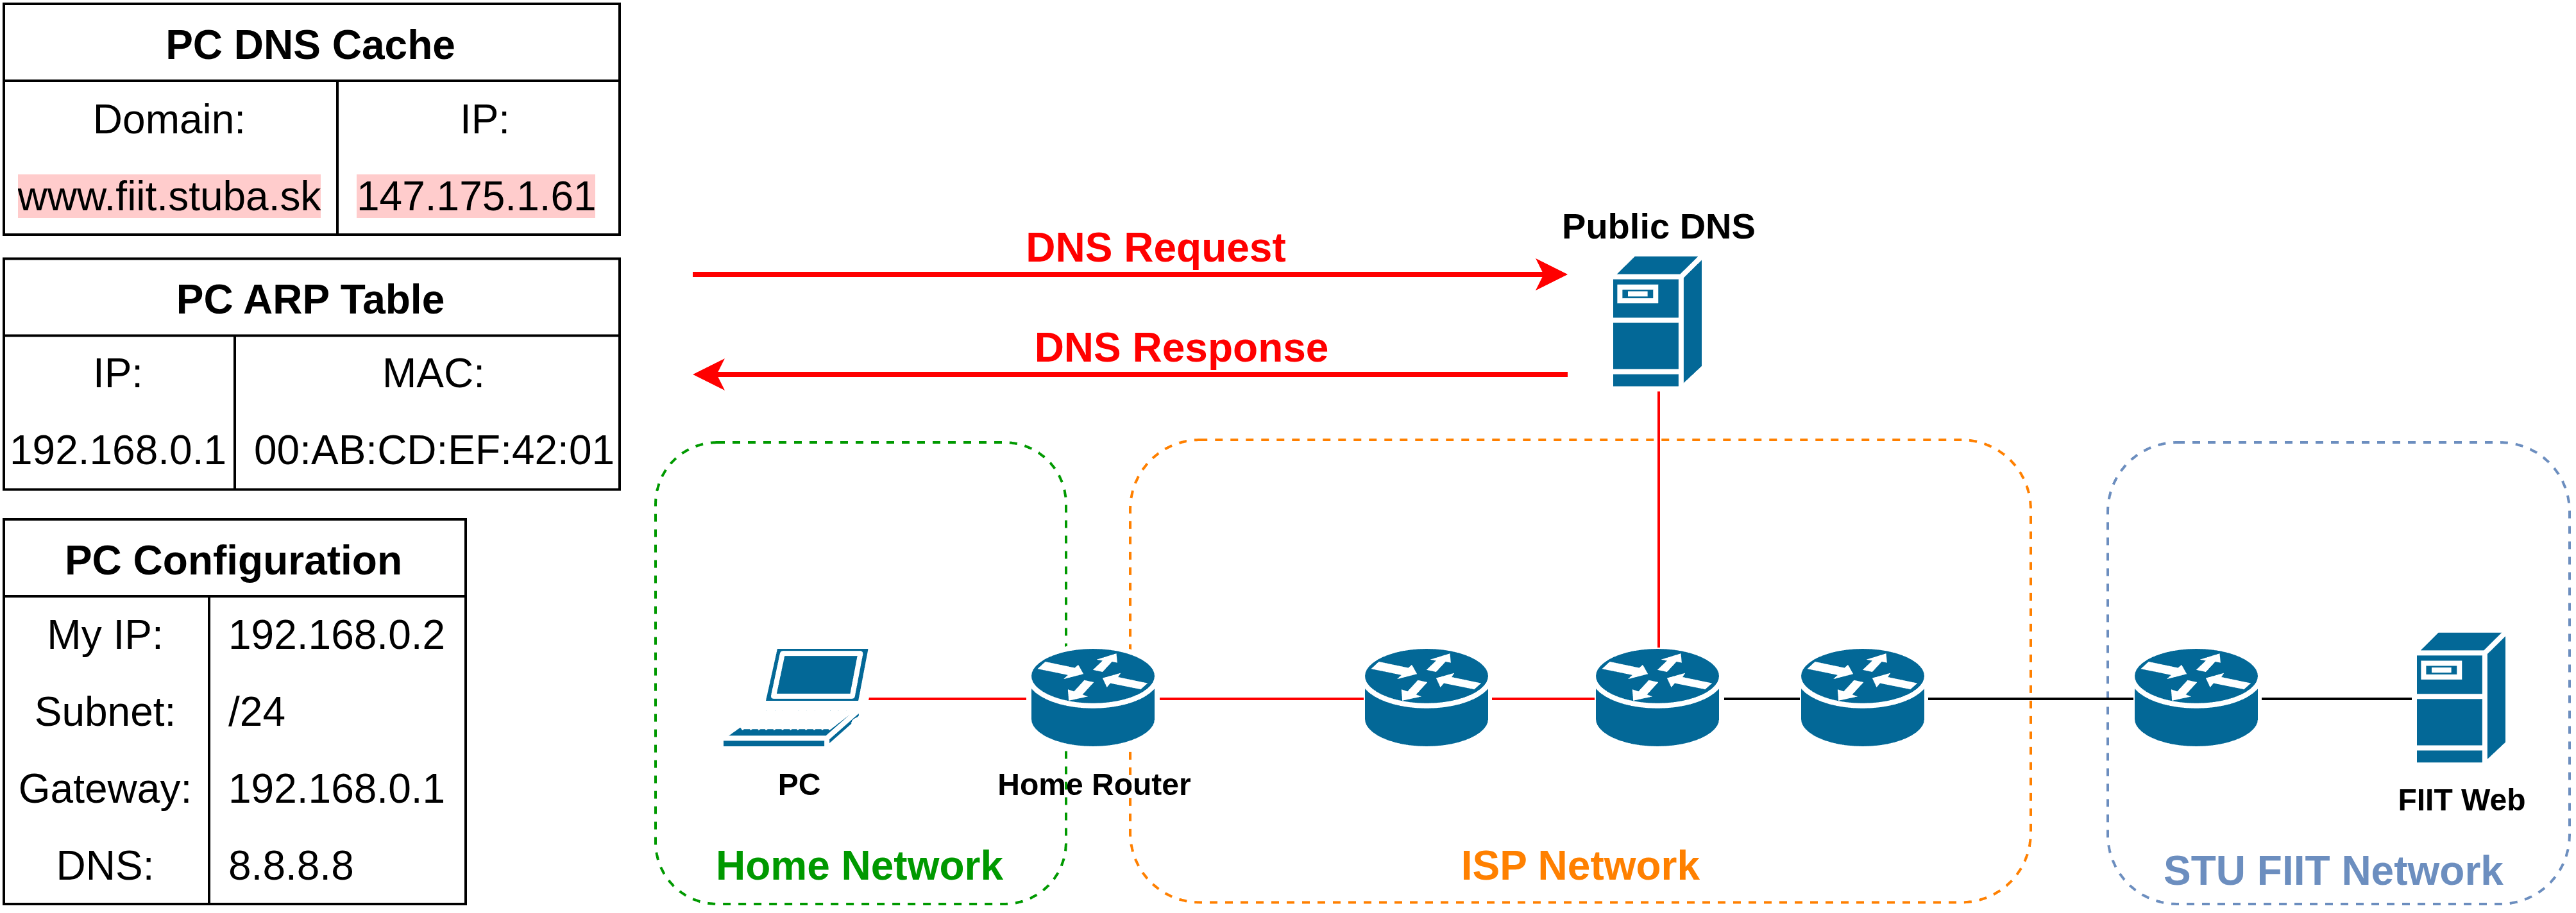 PC DNS Cache
Domain: IP:
www.fiit.stuba.sk 147.175.1.61
PC ARP Table
IP: MAC:
192.168.0.1 00:AB:CD:EF:42:01
PC Configuration
My IP: 192.168.0.2
Subnet: /24
Gateway: 192.168.0.1
DNS: 8.8.8.8
DNS Request
DNS Response
Public DNS
PC
Home Router
FIIT Web
Home Network
ISP Network
STU FIIT Network